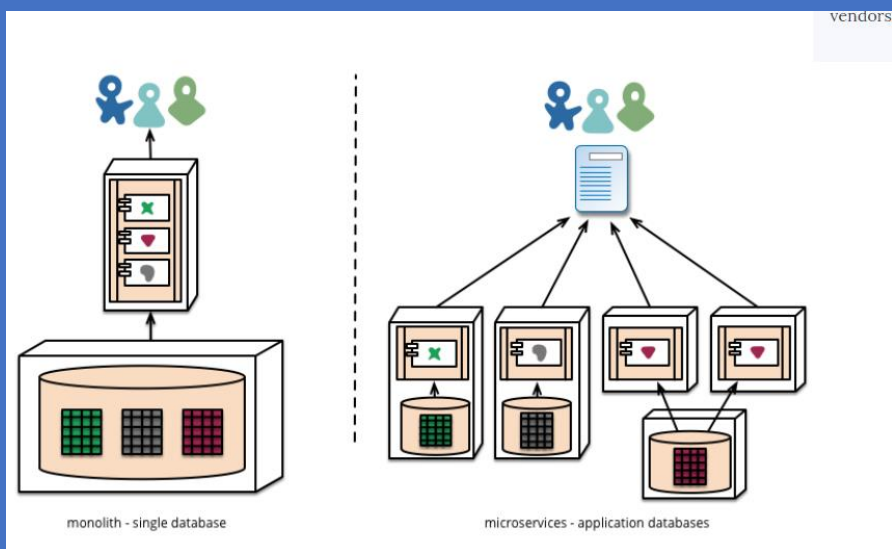 vendors
monolith - single database
microservices - application databases